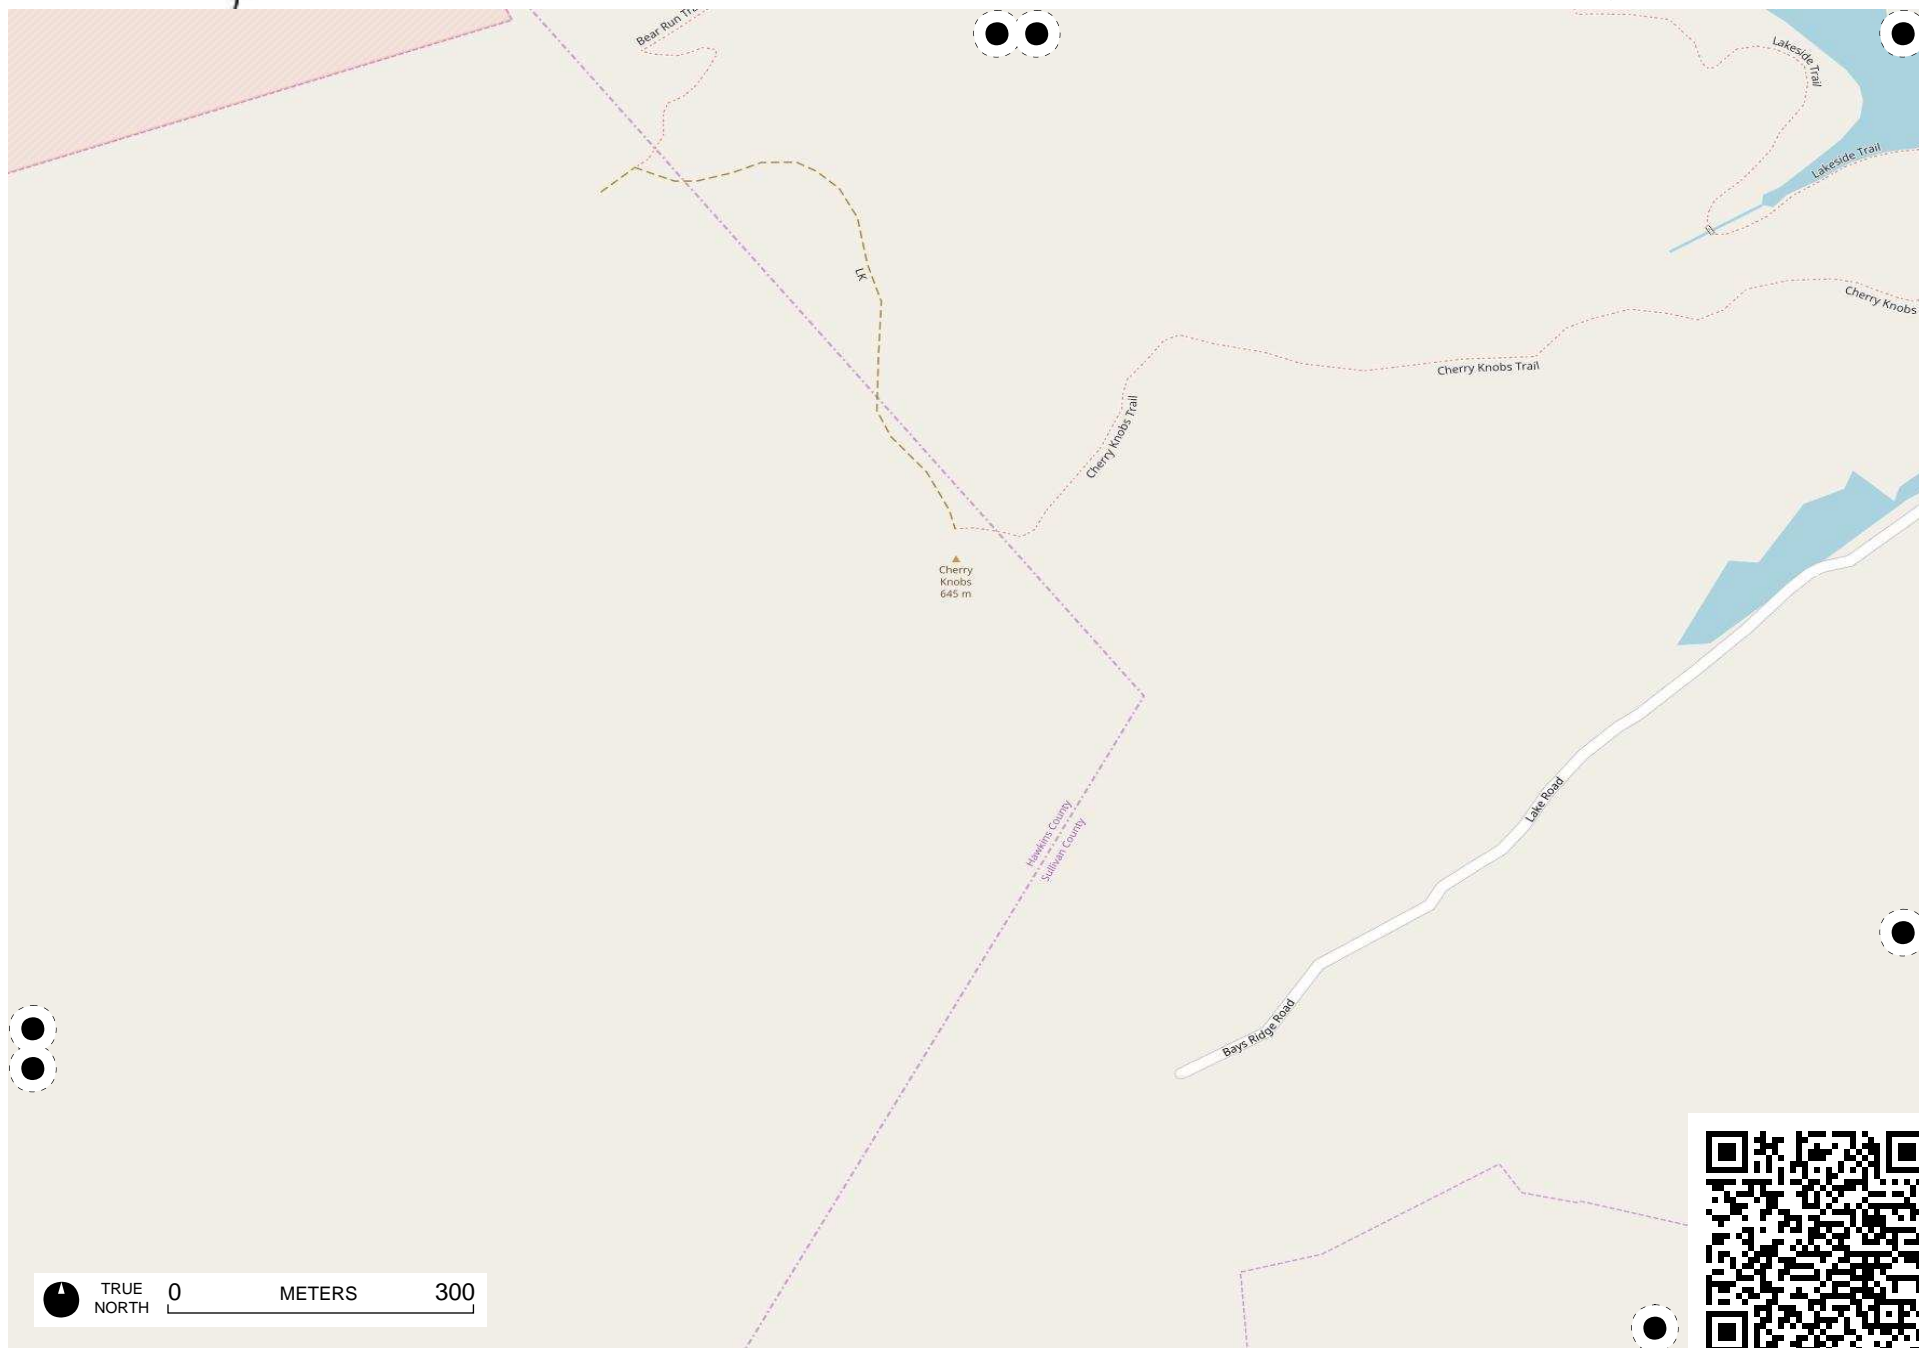 Bear Run Tra
Lakeside Trail
Lakeside Trail
LK
Cherry Knobs
Cherry Knobs Trail
Cherry Knobs Trail
Cherry
Knobs
645 m
Lake Road
Hawkins County
Sullivan County
Bays Ridge Road
TRUE
NORTH
0 METERS 300